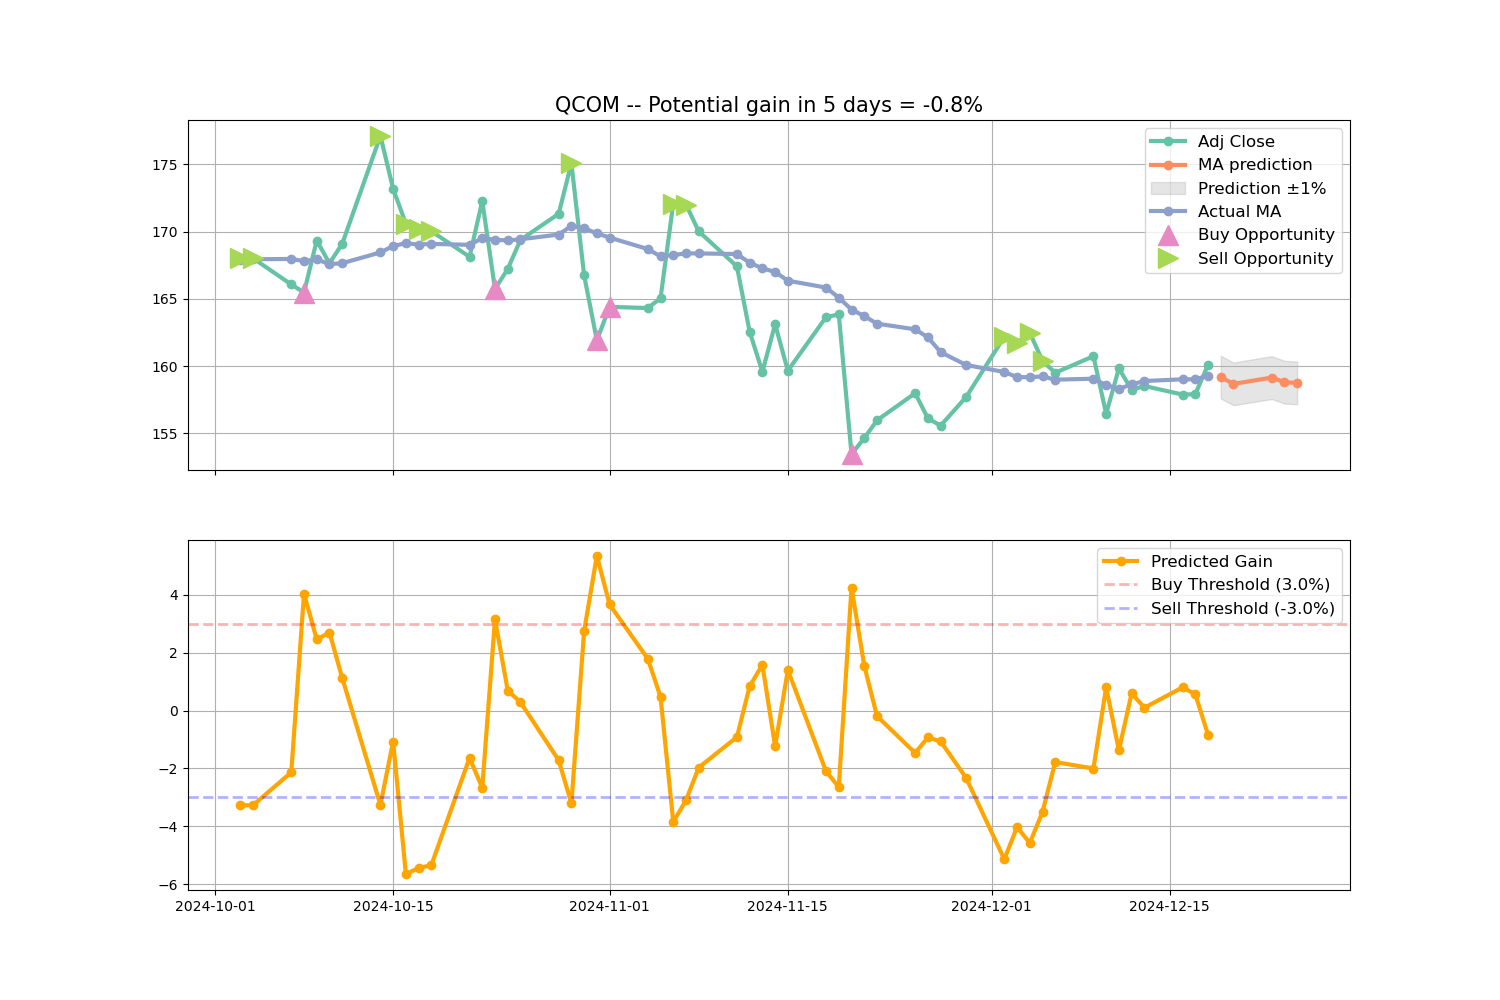 QCOM -- Potential gain in 5 days = -0.8%
175
170
165
160
155
Adj Close
MA prediction
Prediction ±1%
Actual MA
Buy Opportunity
Sell Opportunity
4
2
0
−2
−4
−6
Predicted Gain
Buy Threshold (3.0%)
Sell Threshold (-3.0%)
2024-10-01 2024-10-15 2024-11-01 2024-11-15 2024-12-01 2024-12-15